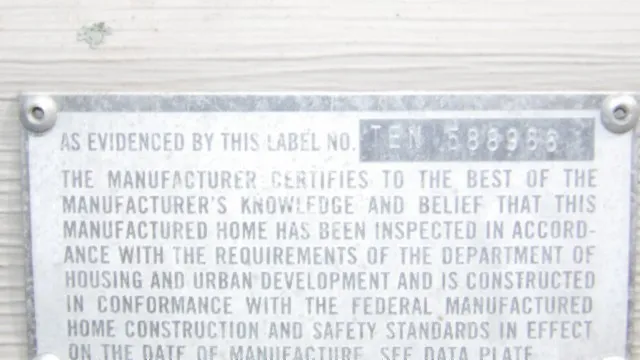 AS EVIDENCED BY THIS LABEL NO. TEN 588966
THE MANUFACTURER CERTIFIES TO THE BEST OF THE
MANUFACTURER'S KNOWLEDGE AND BELIEF THAT THIS
MANUFACTURED HOME HAS BEEN INSPECTED IN ACCORD-
ANCE WITH THE REQUIREMENTS OF THE DEPARTMENT OF
HOUSING AND URBAN DEVELOPMENT AND IS CONSTRUCTED
IN CONFORMANCE WITH THE FEDERAL MANUFACTURED
HOME CONSTRUCTION AND SAFETY STANDARDS IN EFFECT
ON THE DATE OF MANUFACTURE. SEE DATA PLATE